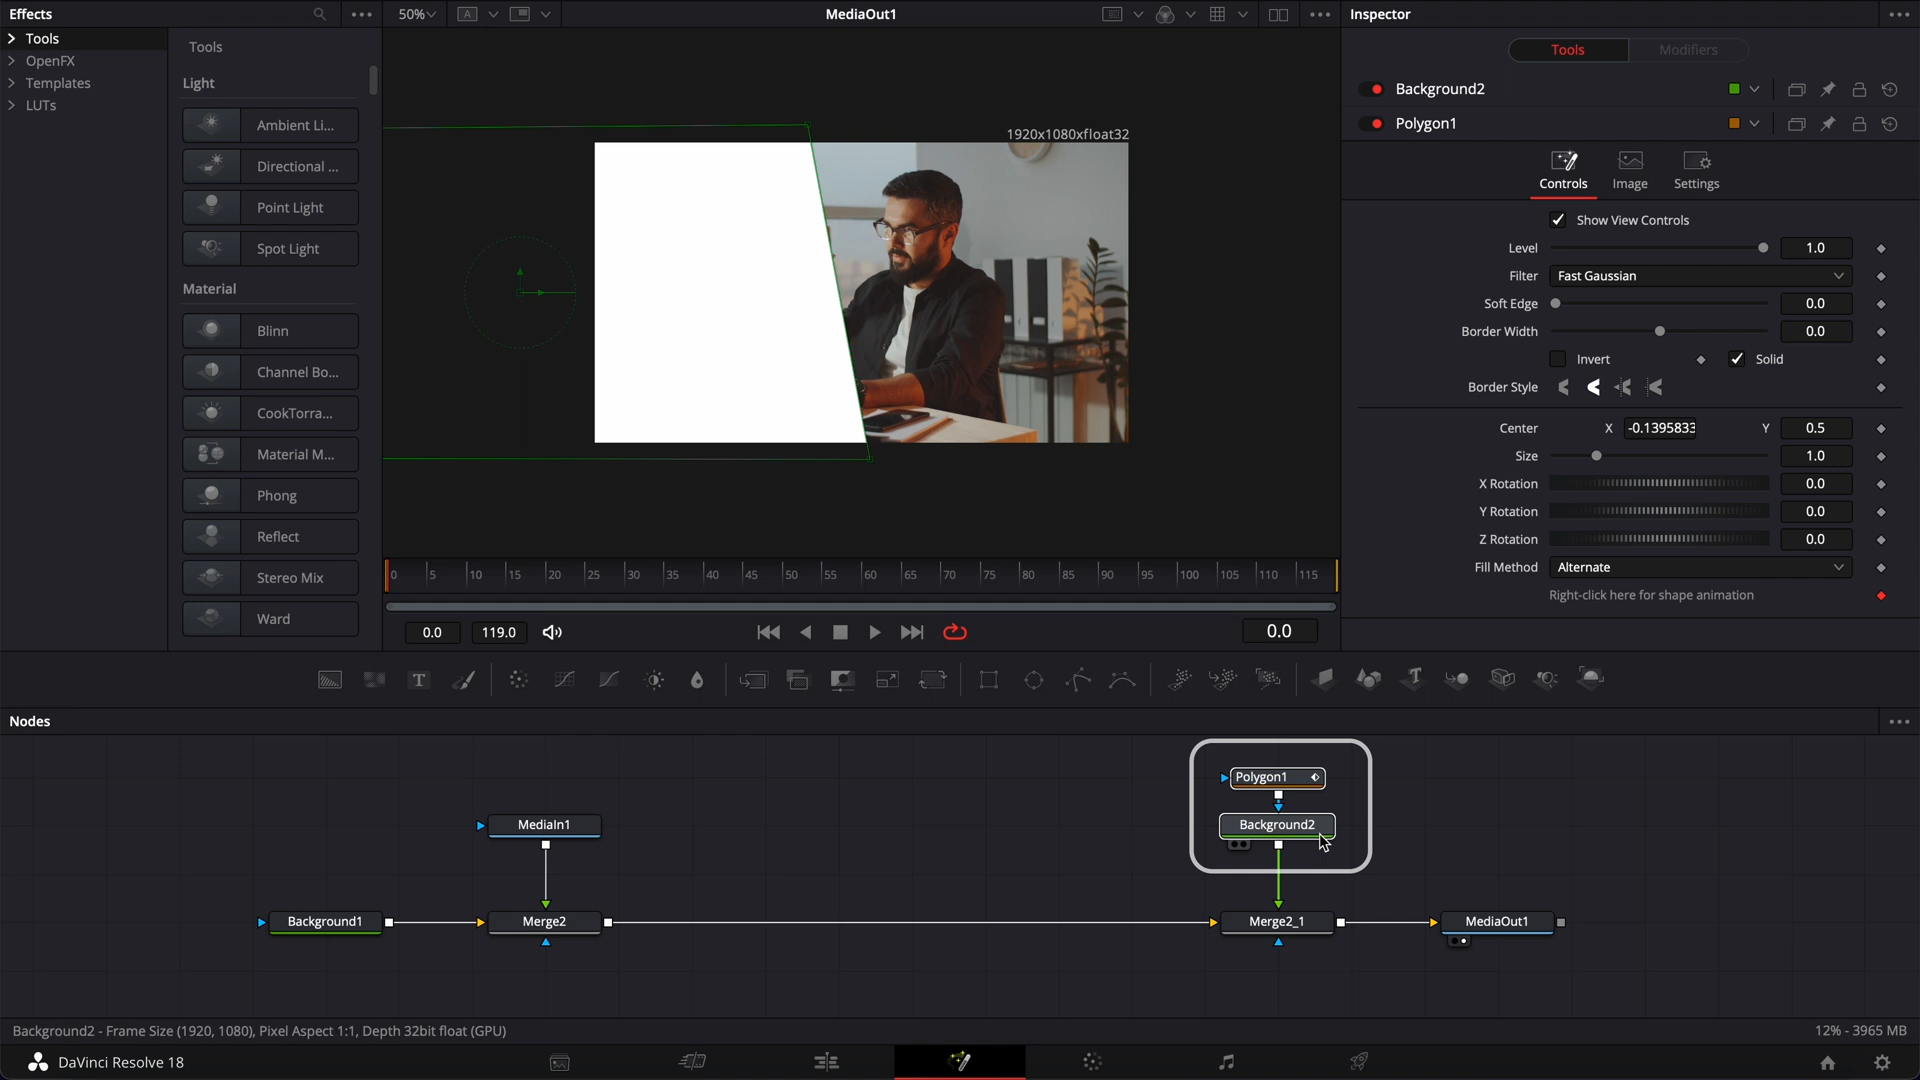 Effects
50%
A
MediaOut1
Inspector
Tools
OpenFX
Templates
LUTs
Tools
Light
Ambient Li...
Directional ...
Point Light
Spot Light
Material
Blinn
Channel Bo...
CookTorra...
Material M...
Phong
Reflect
Stereo Mix
Ward
1920x1080xfloat32
0 5 10 15 20 25 30 35 40 45 50 55 60 65 70 75 80 85 90 95 100 105 110 115
0.0 119.0
0.0
Tools Modifiers
Background2
Polygon1
Controls Image Settings
Show View Controls
Level 1.0
Filter Fast Gaussian
Soft Edge 0.0
Border Width 0.0
Invert Solid
Border Style
Center X -0.1395833 Y 0.5
Size 1.0
X Rotation 0.0
Y Rotation 0.0
Z Rotation 0.0
Fill Method Alternate
Right-click here for shape animation
T
T
Nodes
Polygon1
MediaIn1
Background2
Background1
Merge2
Merge2_1
MediaOut1
Background2 - Frame Size (1920, 1080), Pixel Aspect 1:1, Depth 32bit float (GPU)
12% - 3965 MB
DaVinci Resolve 18